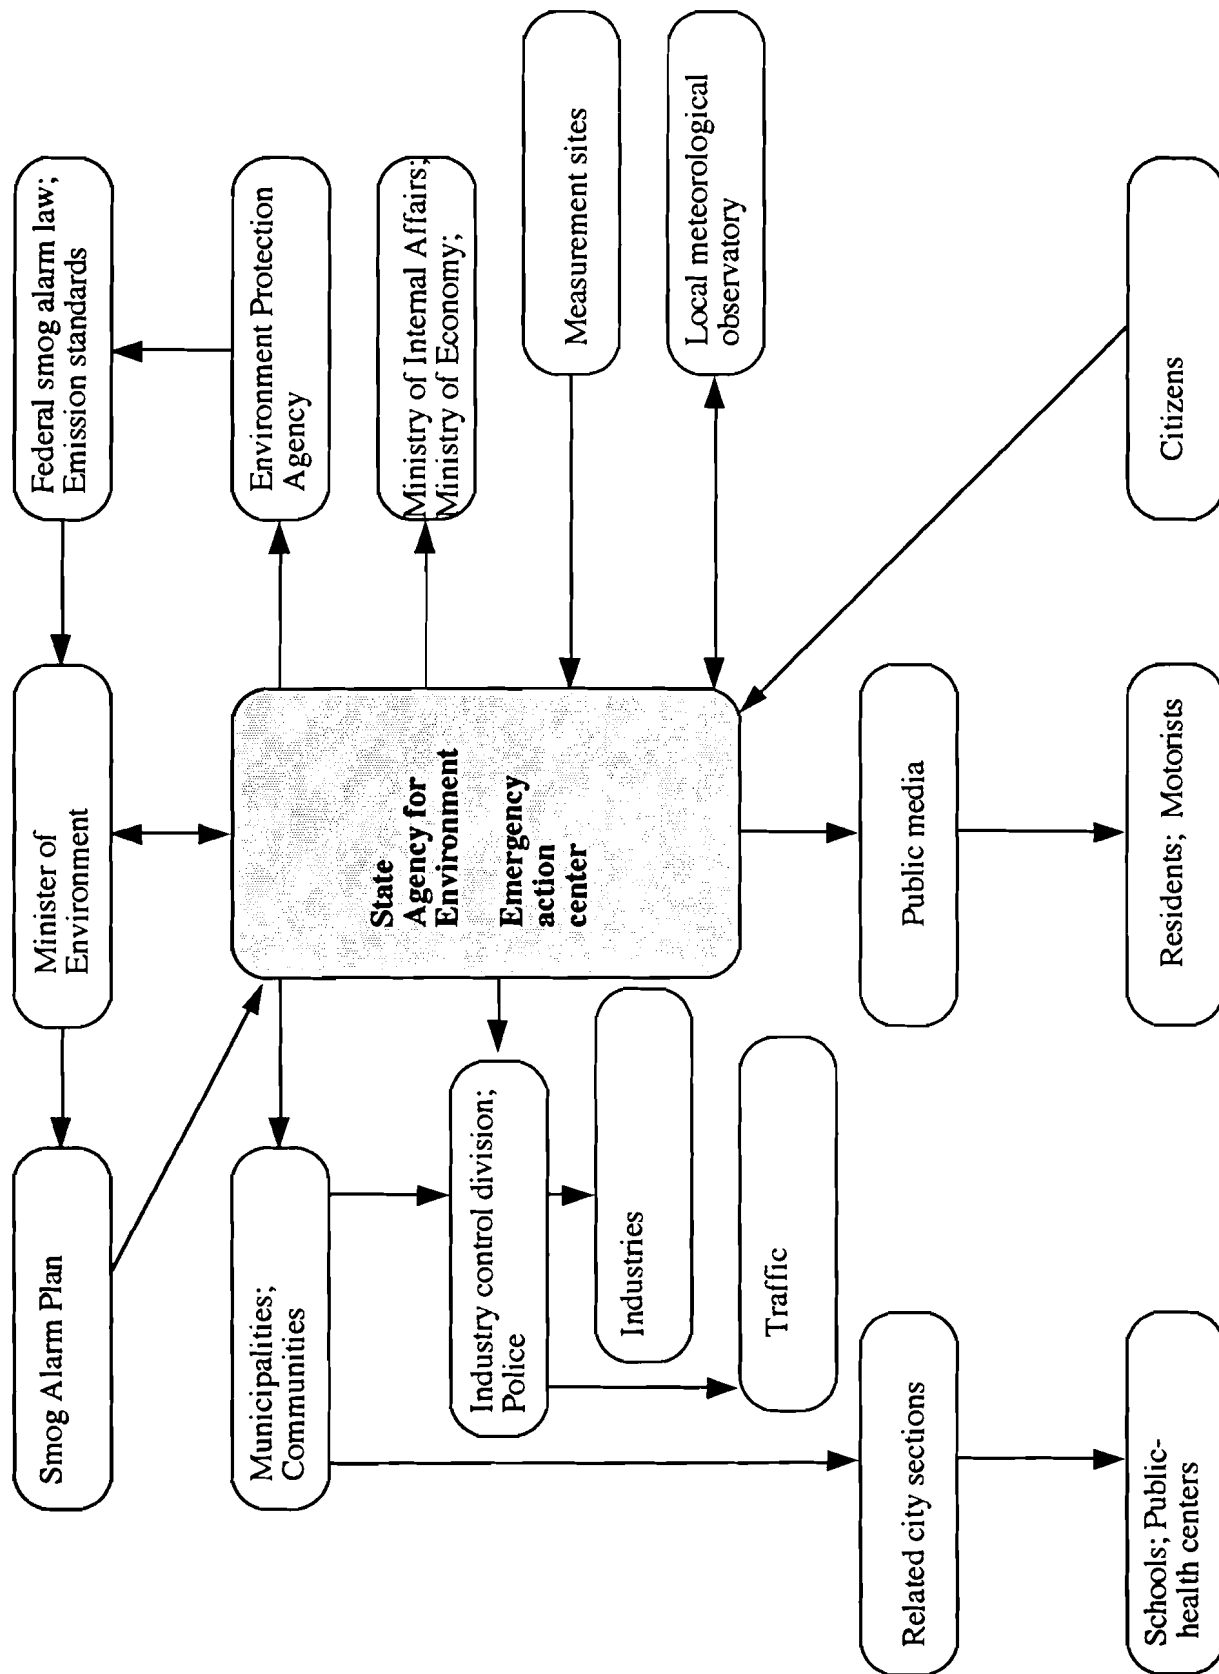 Smog Alarm Plan
Minister of
Environment
Federal smog alarm law;
Emission standards
Municipalities;
Communities
State
Agency for
Environment
Emergency
action
center
Environment Protection
Agency
Ministry of Internal Affairs;
Ministry of Economy;
Industry control division;
Police
Measurement sites
Industries
Local meteorological
observatory
Traffic
Related city sections
Public media
Schools; Public-
health centers
Residents; Motorists
Citizens